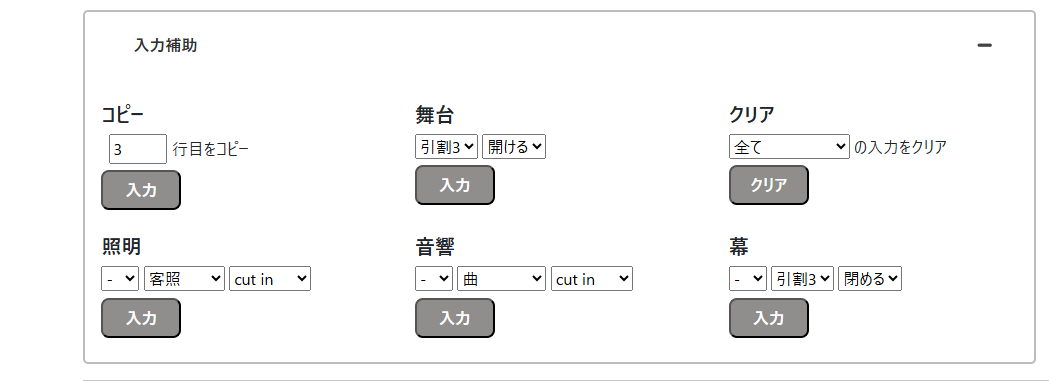 入力補助
コピー
3 行目をコピー
入力
舞台
引割3 開ける
入力
クリア
全て の入力をクリア
クリア
照明
- 客照 cut in
入力
音響
- 曲 cut in
入力
幕
- 引割3 閉める
入力